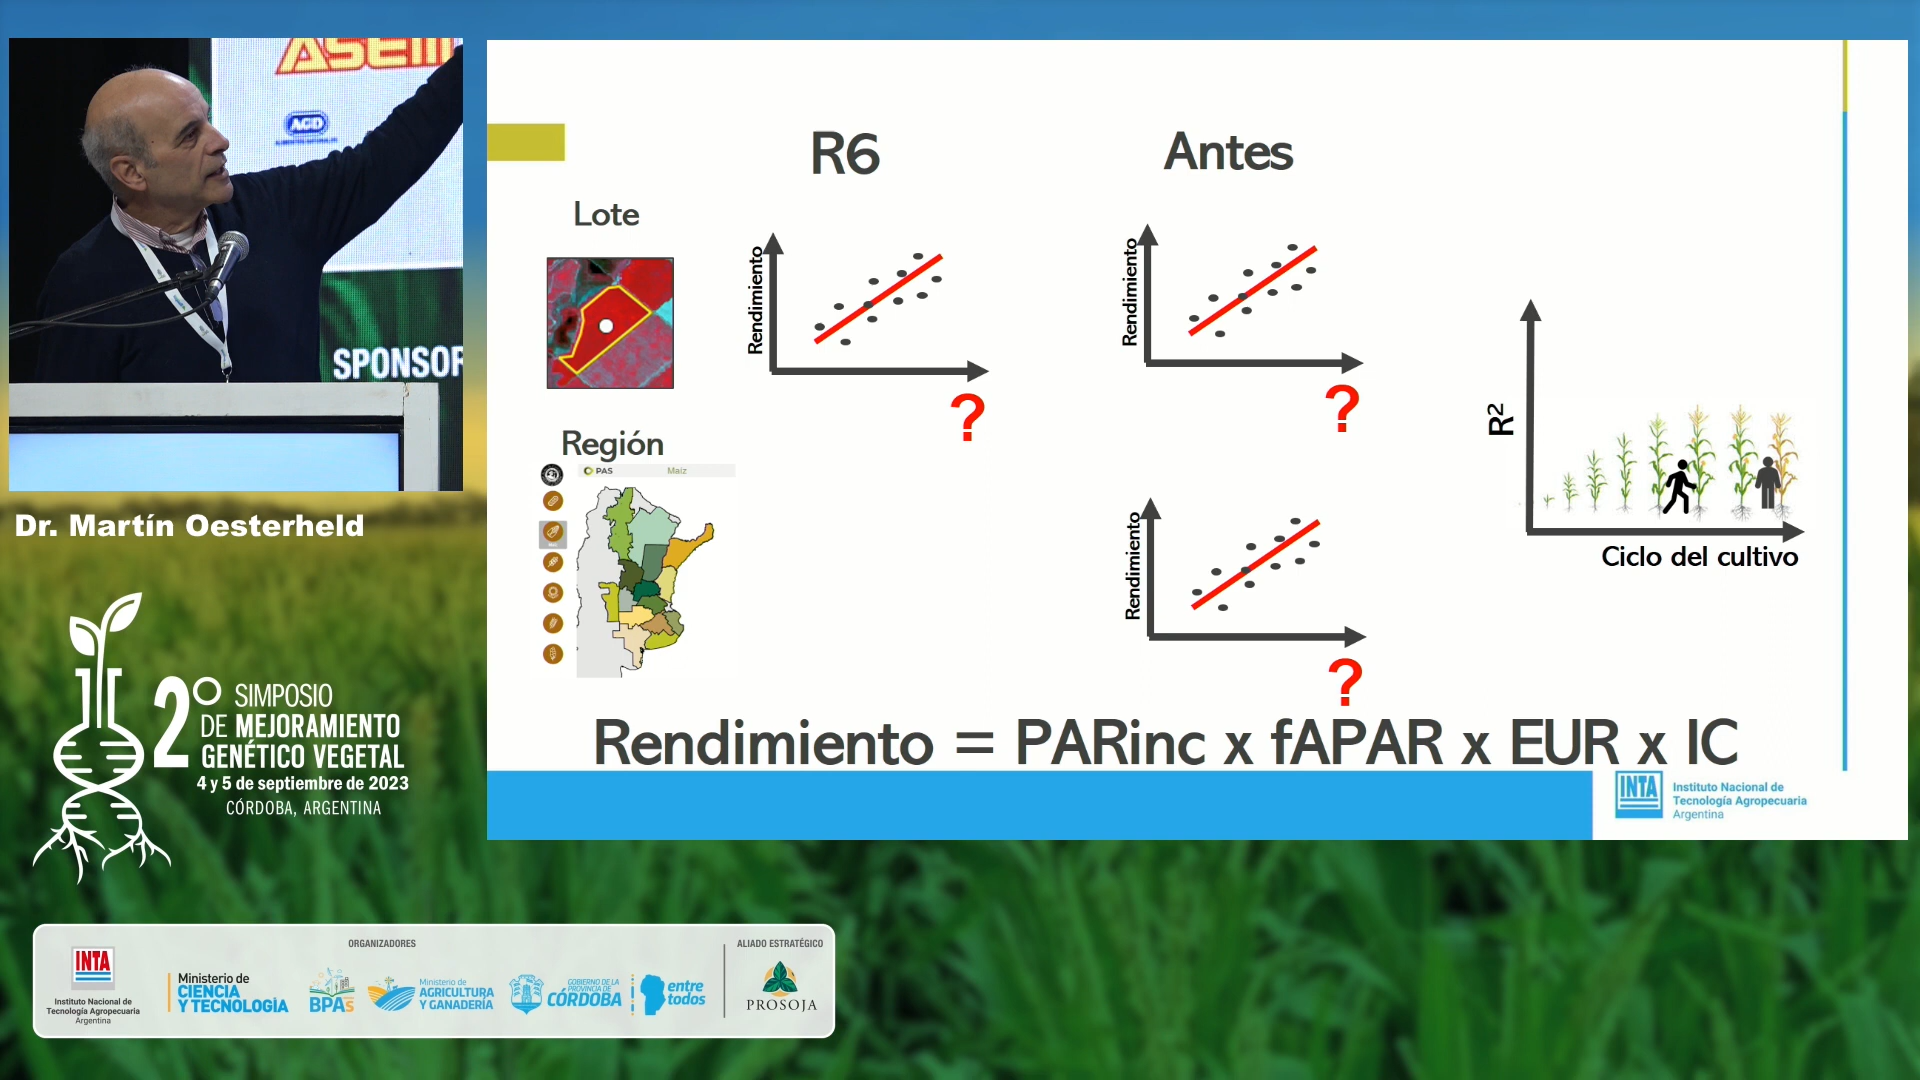 ASEM
AGD
SPONSOR
Dr. Martín Oesterheld
2° SIMPOSIO
DE MEJORAMIENTO
GENÉTICO VEGETAL
4 y 5 de septiembre de 2023
CÓRDOBA, ARGENTINA
R6
Antes
Lote
Rendimiento
?
Rendimiento
?
Región
PAS
Maíz
Rendimiento
?
R²
Ciclo del cultivo
Rendimiento = PARinc x fAPAR x EUR x IC
INTA
Instituto Nacional de
Tecnología Agropecuaria
Argentina
ORGANIZADORES
INTA
Instituto Nacional de
Tecnología Agropecuaria
Argentina
Ministerio de
CIENCIA
Y TECNOLOGÍA
BPAs
Ministerio de
AGRICULTURA
Y GANADERÍA
GOBIERNO DE LA
PROVINCIA DE
CÓRDOBA
entre
todos
ALIADO ESTRATÉGICO
PROSOJA